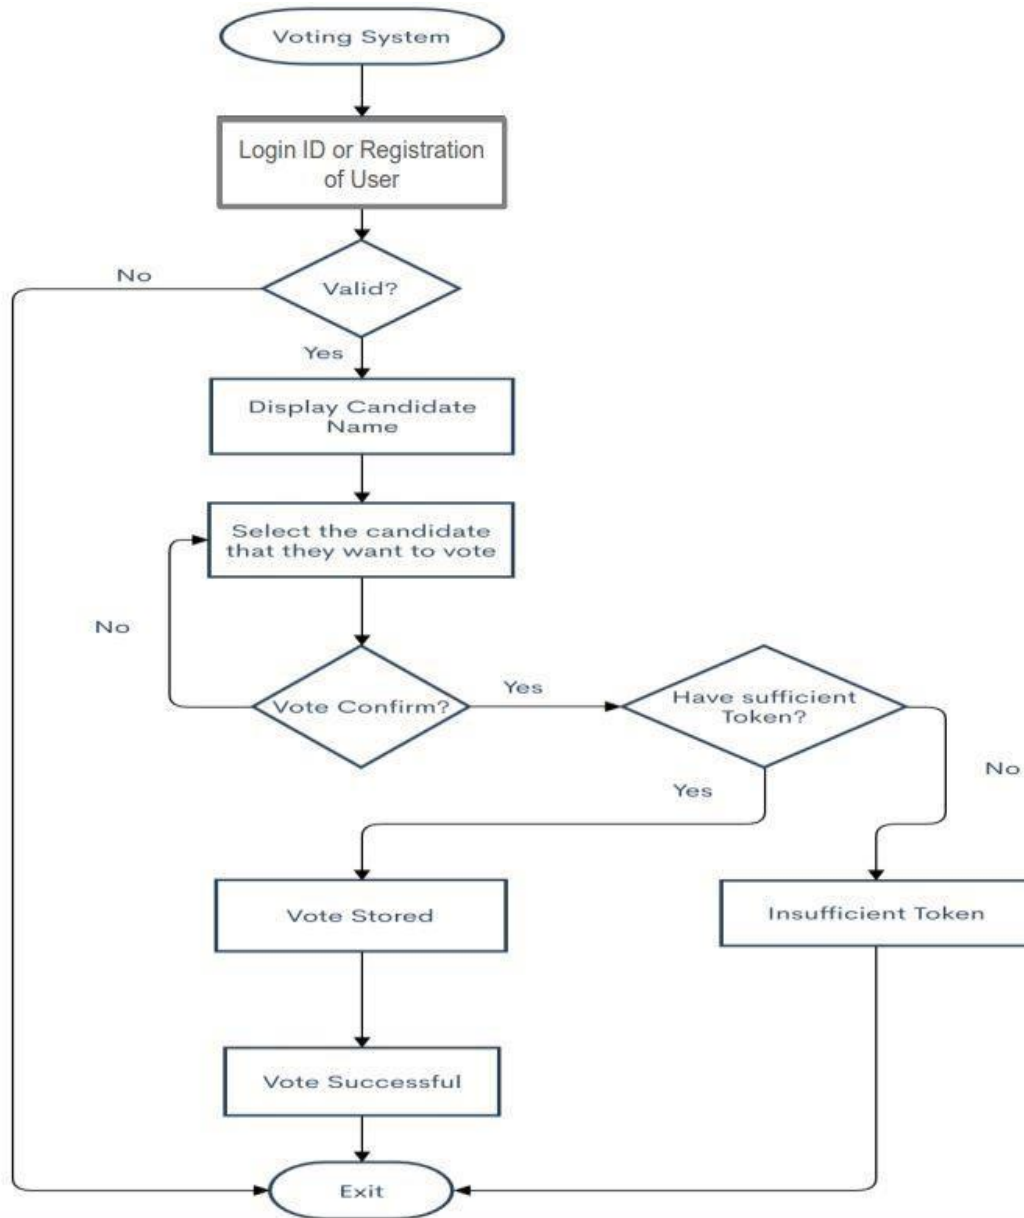 Voting System
Login ID or Registration
of User
No
Valid?
Yes
Display Candidate
Name
Select the candidate
that they want to vote
No
Vote Confirm?
Yes
Have sufficient
Token?
No
Yes
Vote Stored
Insufficient Token
Vote Successful
Exit